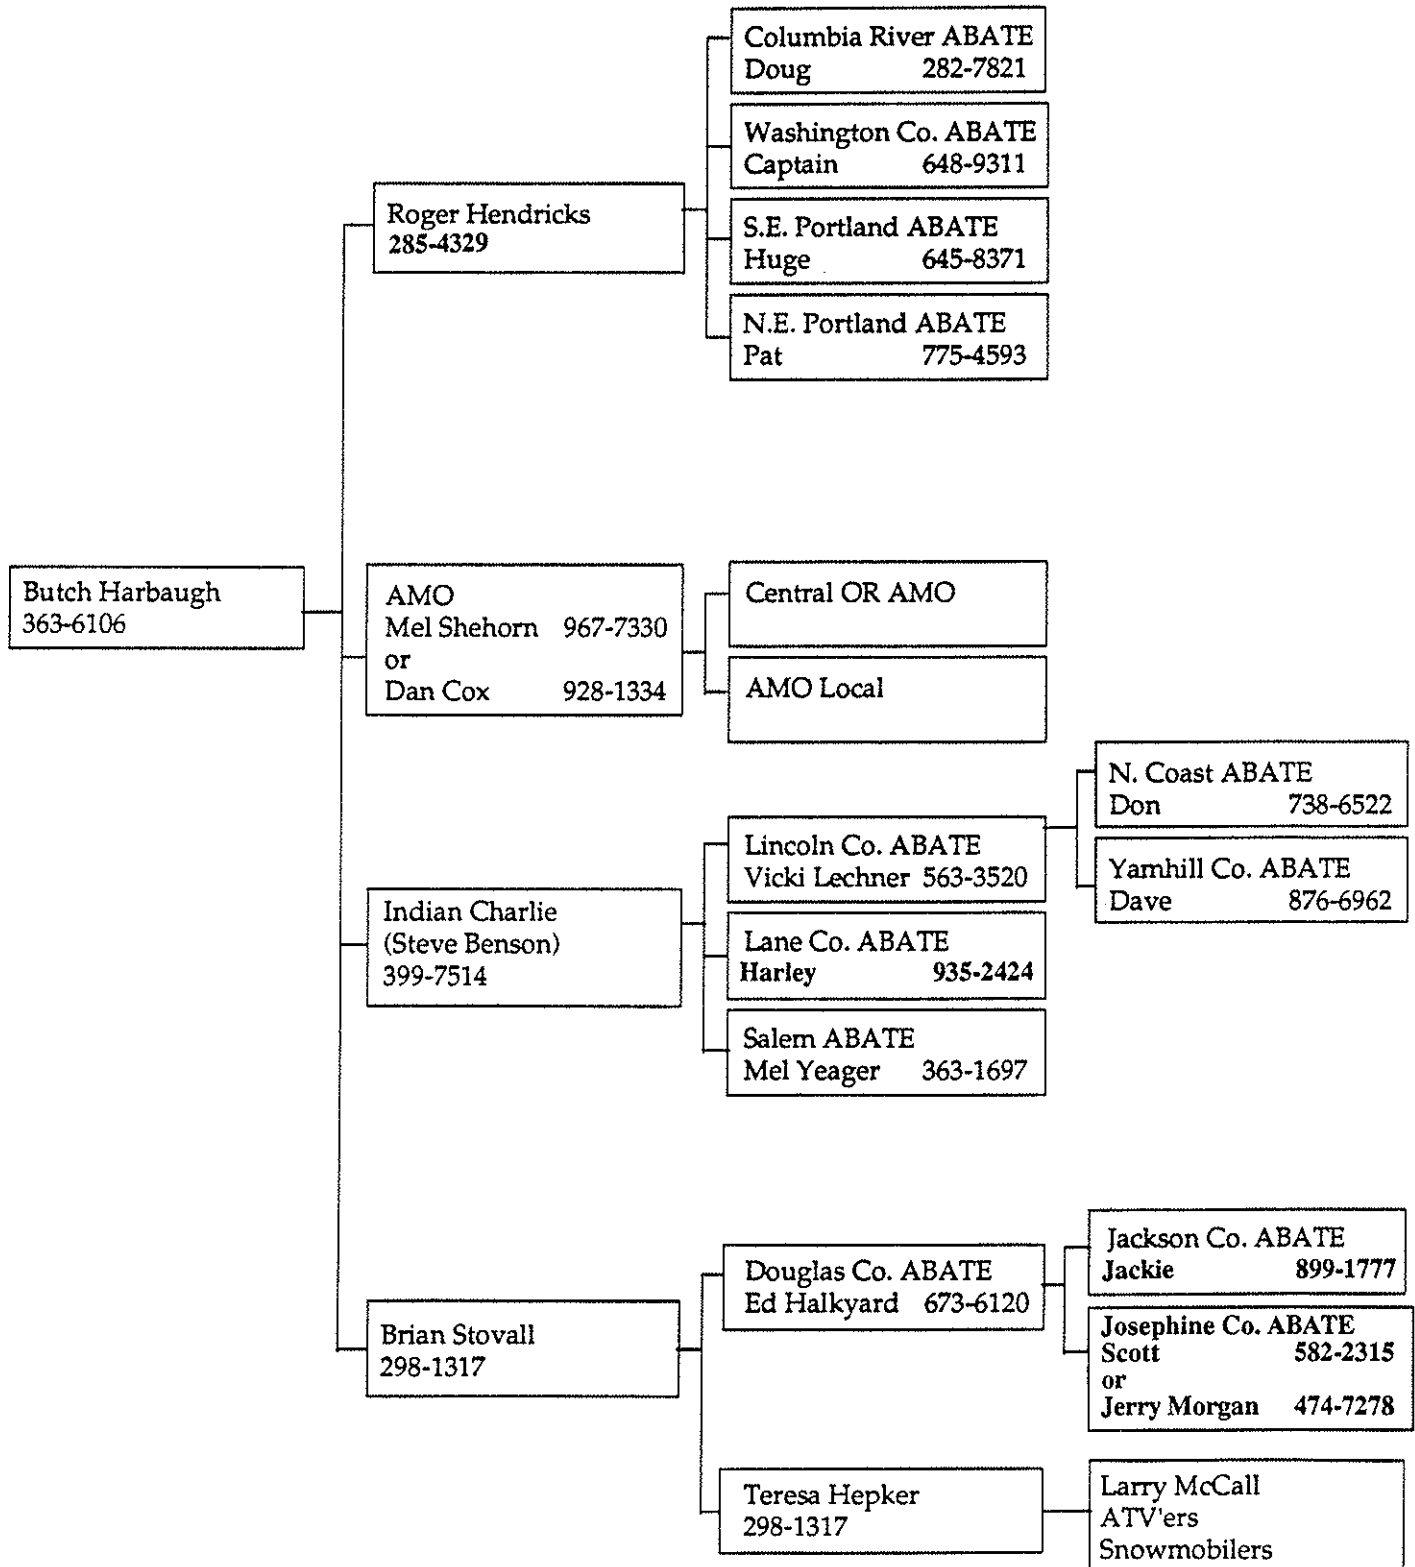 Butch Harbaugh
363-6106
Roger Hendricks
285-4329
Columbia River ABATE
Doug 282-7821
Washington Co. ABATE
Captain 648-9311
S.E. Portland ABATE
Huge 645-8371
N.E. Portland ABATE
Pat 775-4593
AMO
Mel Shehorn 967-7330
or
Dan Cox 928-1334
Central OR AMO
AMO Local
Indian Charlie
(Steve Benson)
399-7514
Lincoln Co. ABATE
Vicki Lechner 563-3520
N. Coast ABATE
Don 738-6522
Yamhill Co. ABATE
Dave 876-6962
Lane Co. ABATE
Harley 935-2424
Salem ABATE
Mel Yeager 363-1697
Brian Stovall
298-1317
Douglas Co. ABATE
Ed Halkyard 673-6120
Jackson Co. ABATE
Jackie 899-1777
Josephine Co. ABATE
Scott 582-2315
or
Jerry Morgan 474-7278
Teresa Hepker
298-1317
Larry McCall
ATV'ers
Snowmobilers